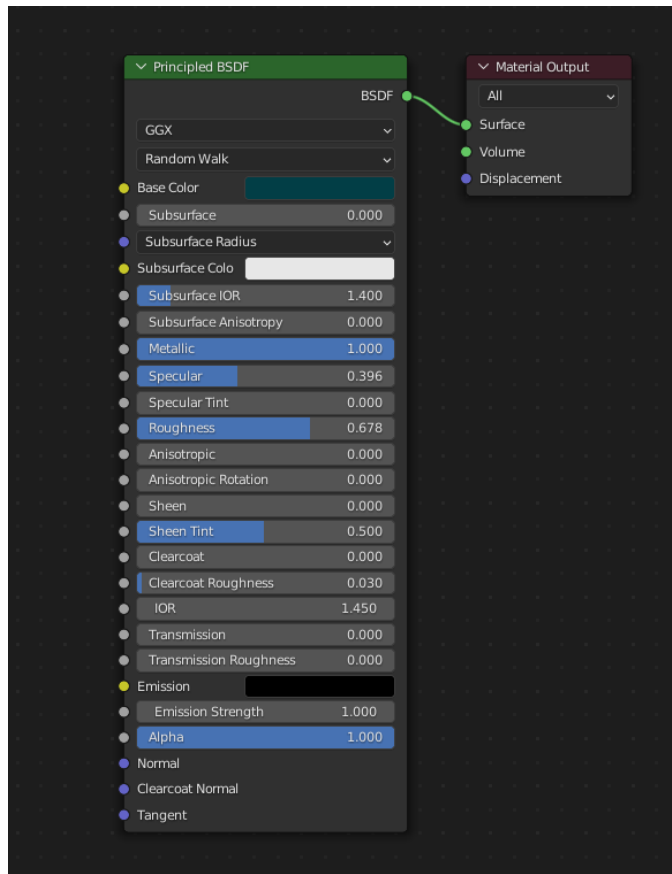 Principled BSDF
BSDF
GGX
Random Walk
Base Color
Subsurface 0.000
Subsurface Radius
Subsurface Colo
Subsurface IOR 1.400
Subsurface Anisotropy 0.000
Metallic 1.000
Specular 0.396
Specular Tint 0.000
Roughness 0.678
Anisotropic 0.000
Anisotropic Rotation 0.000
Sheen 0.000
Sheen Tint 0.500
Clearcoat 0.000
Clearcoat Roughness 0.030
IOR 1.450
Transmission 0.000
Transmission Roughness 0.000
Emission
Emission Strength 1.000
Alpha 1.000
Normal
Clearcoat Normal
Tangent
Material Output
All
Surface
Volume
Displacement